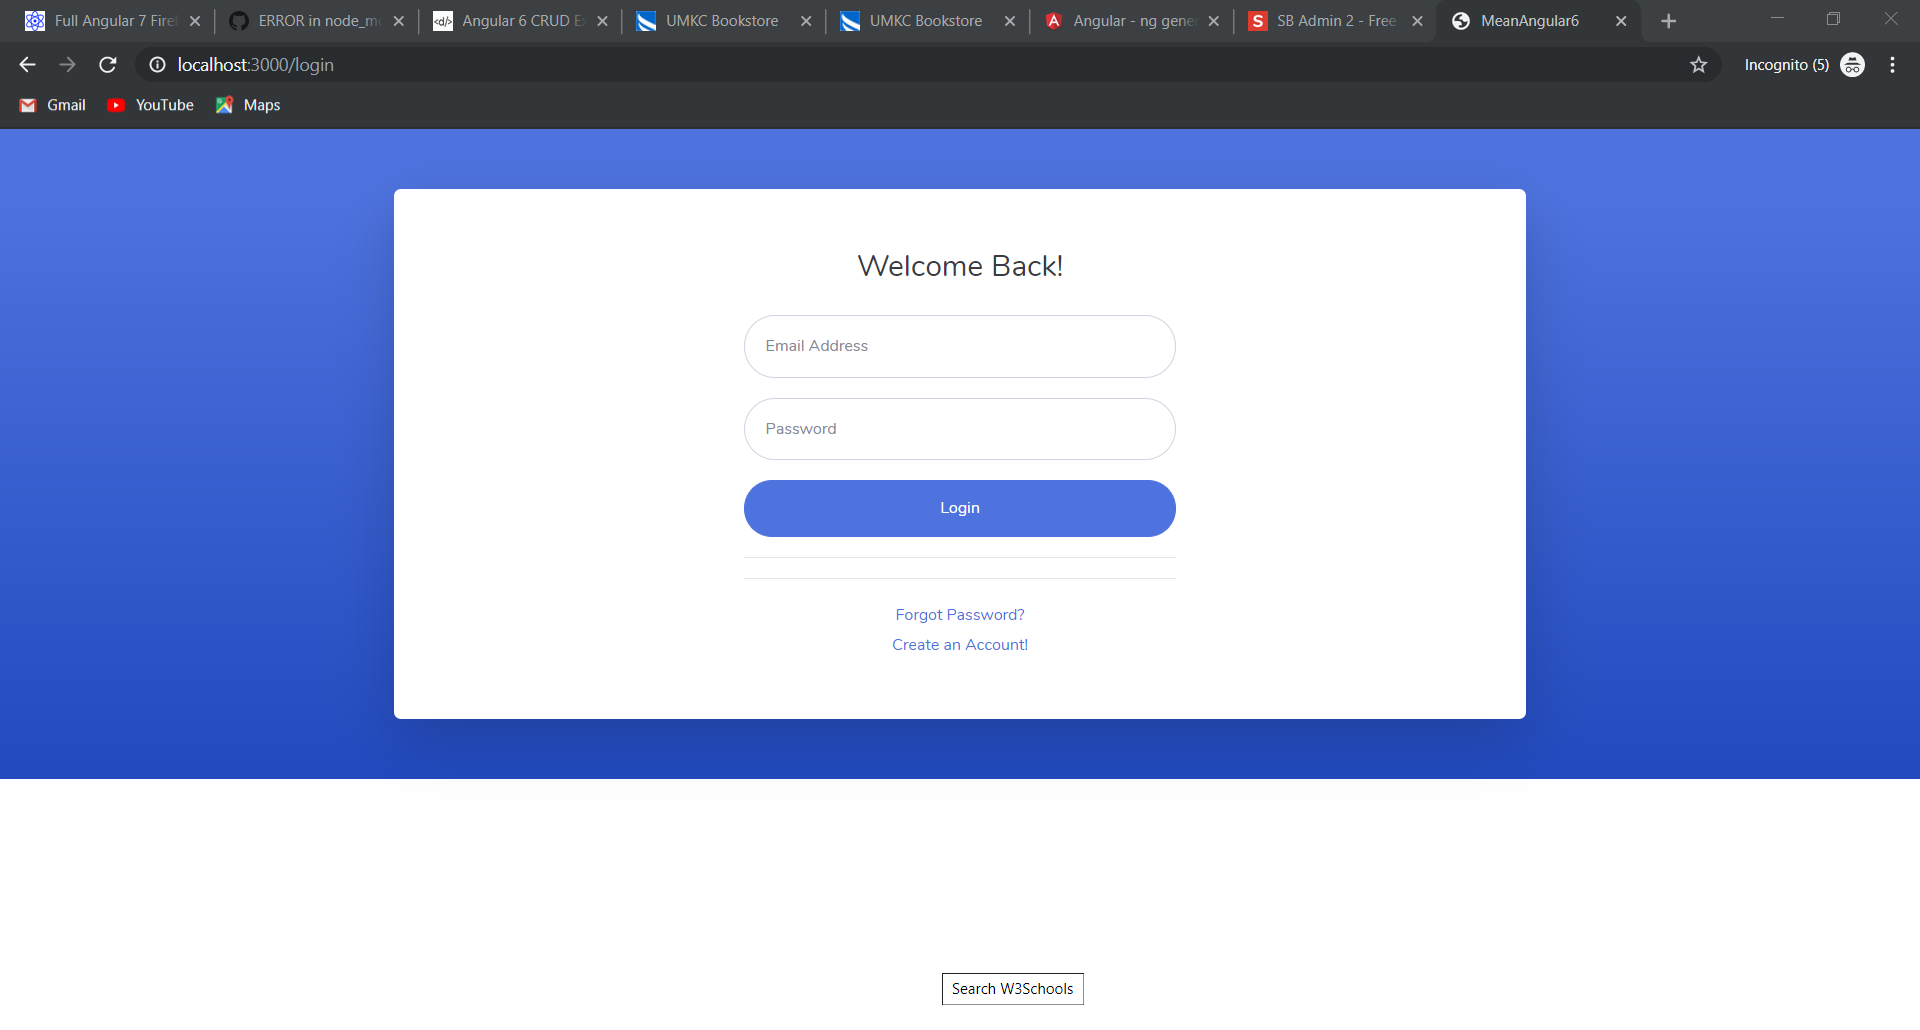 Full Angular 7 Fire
ERROR in node_m
Angular 6 CRUD E
UMKC Bookstore
UMKC Bookstore
Angular - ng gene
SB Admin 2 - Free
MeanAngular6
localhost:3000/login
Incognito (5)
Gmail
YouTube
Maps
Welcome Back!
Email Address
Password
Login
Forgot Password?
Create an Account!
Search W3Schools